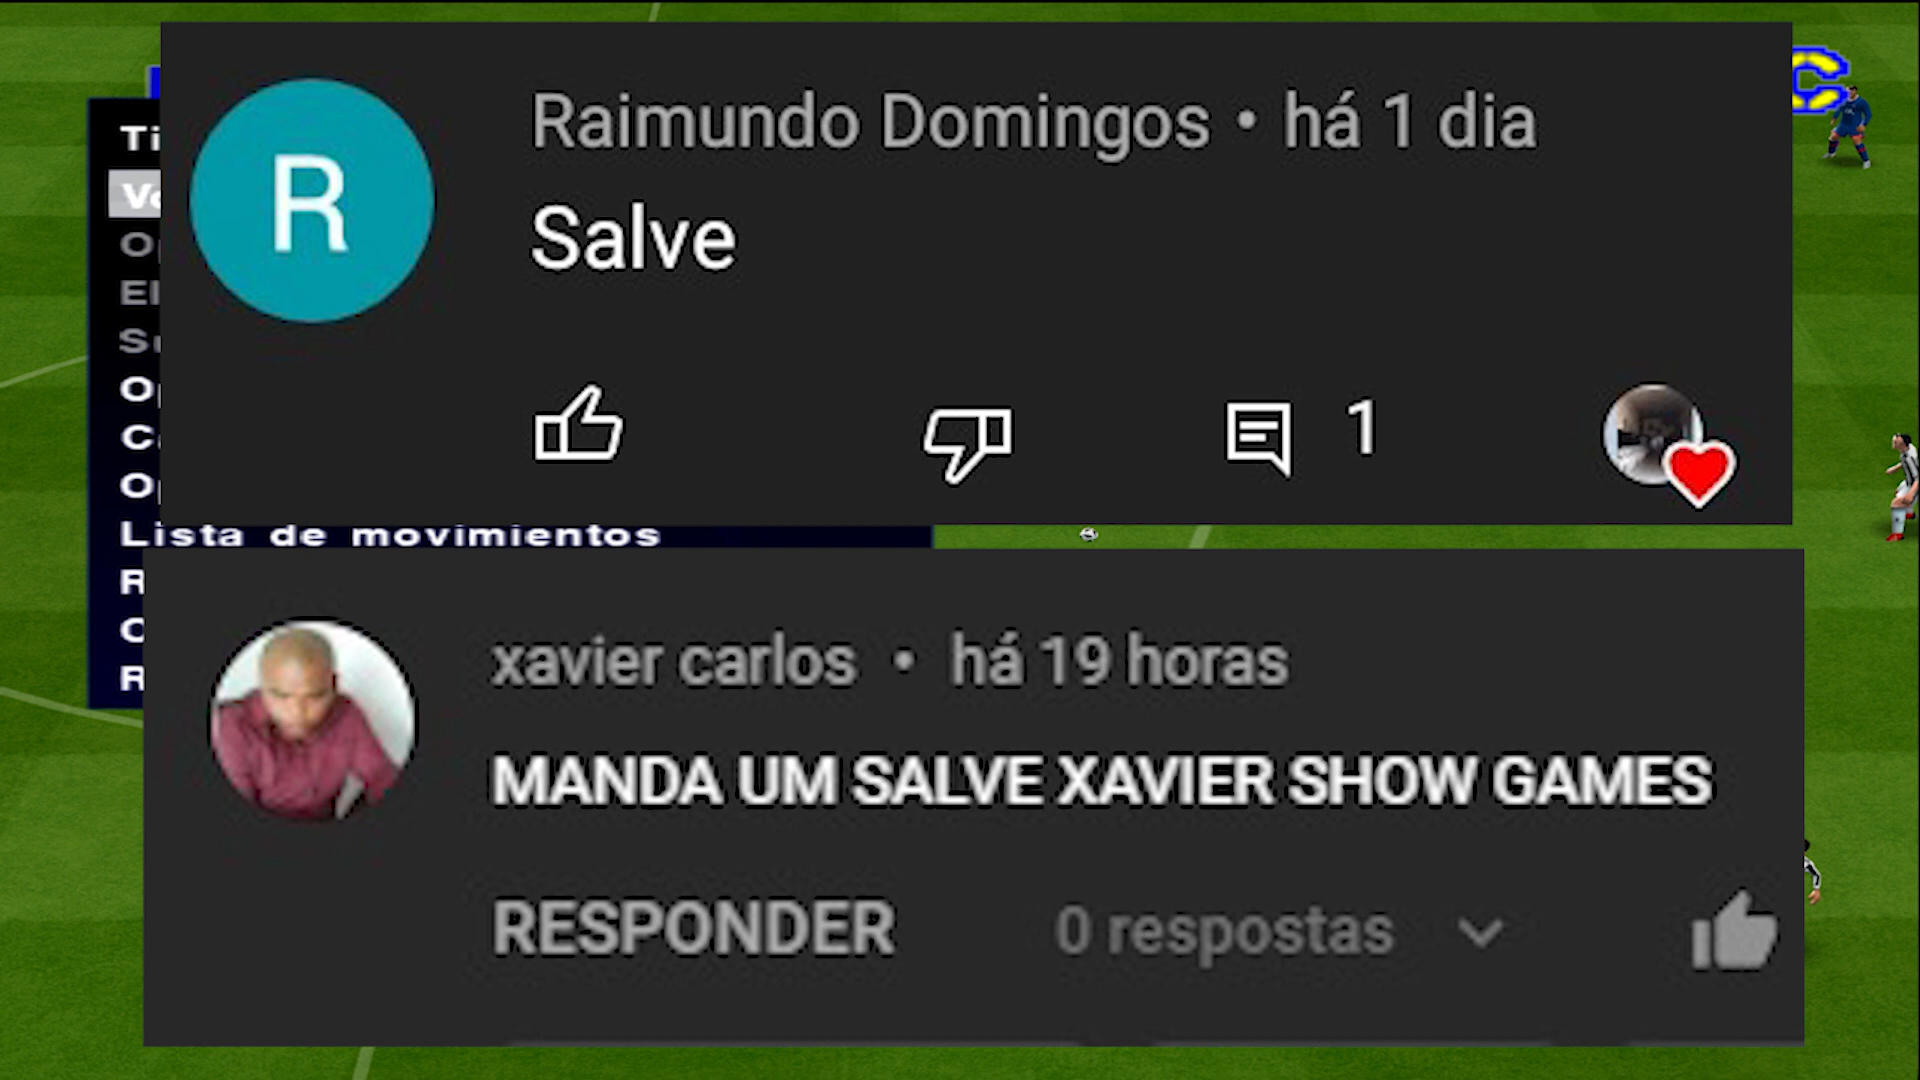 Raimundo Domingos • há 1 dia
Salve
1
R
Lista de movimientos
xavier carlos • há 19 horas
MANDA UM SALVE XAVIER SHOW GAMES
RESPONDER 0 respostas